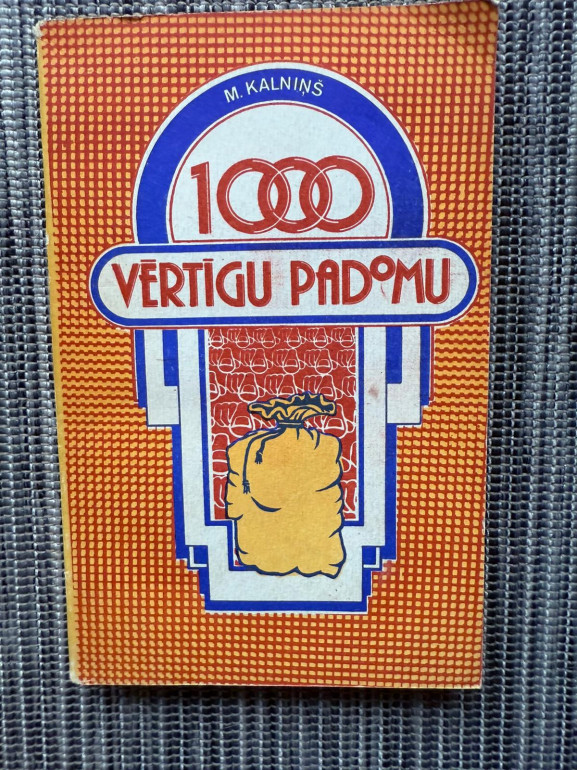 M. KALNIŅŠ
1000
VĒRTĪGU PADOMU